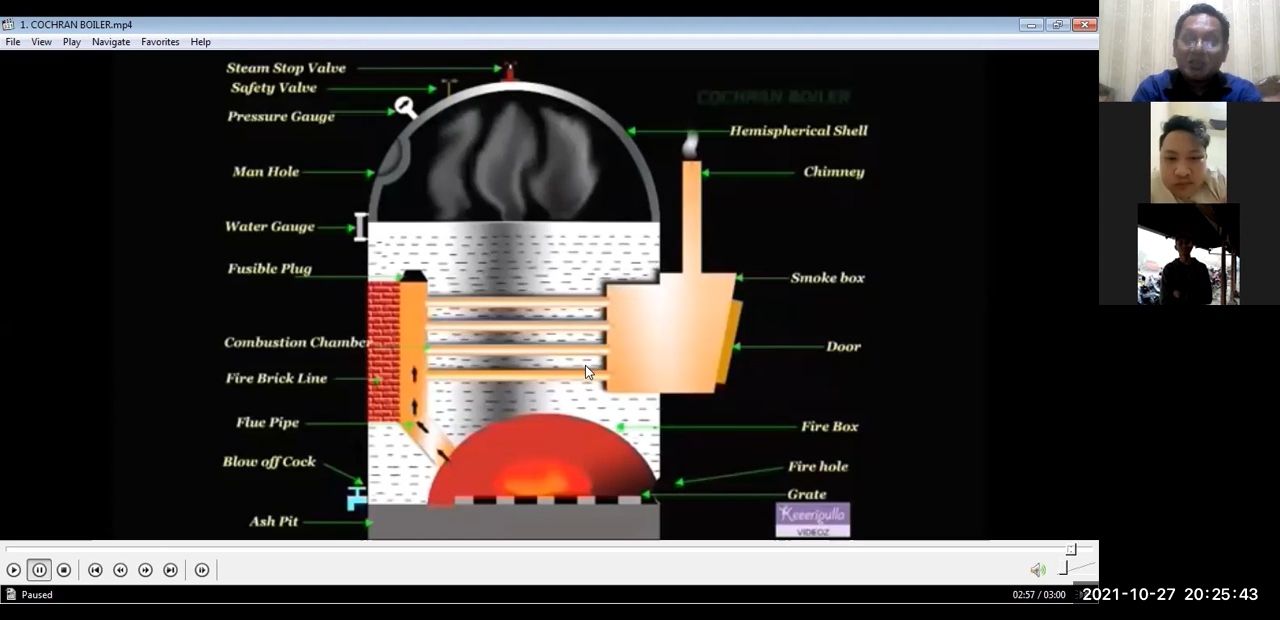 1. COCHRAN BOILER.mp4
File View Play Navigate Favorites Help
Steam Stop Valve
Safety Valve
COCHRAN BOILER
Pressure Gauge
Hemispherical Shell
Man Hole
Chimney
Water Gauge
Fusible Plug
Smoke box
Combustion Chamber
Door
Fire Brick Line
Flue Pipe
Fire Box
Blow off Cock
Fire hole
Grate
Keeeripulla
VIDEOZ
Ash Pit
Paused
02:57 / 03:00
2021-10-27 20:25:43